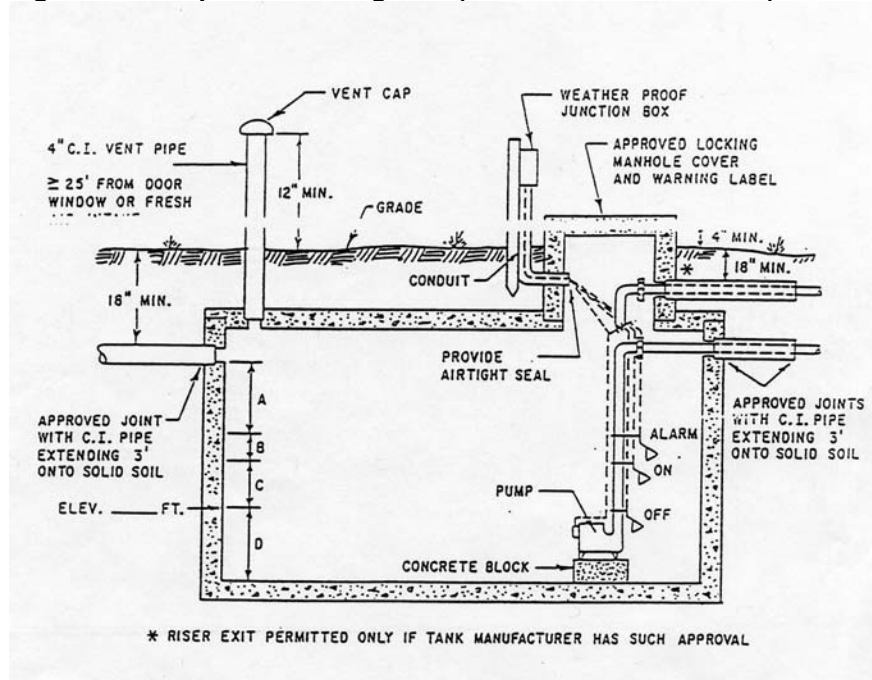 VENT CAP
4" C.I. VENT PIPE
≥ 25' FROM DOOR
WINDOW OR FRESH
12" MIN.
GRADE
WEATHER PROOF
JUNCTION BOX
APPROVED LOCKING
MANHOLE COVER
AND WARNING LABEL
4" MIN.
18" MIN.
*
18" MIN.
CONDUIT
PROVIDE
AIRTIGHT SEAL
APPROVED JOINT
WITH C.I. PIPE
EXTENDING 3'
ONTO SOLID SOIL
ELEV. ____ FT.
A
B
C
D
ALARM
ON
OFF
PUMP
CONCRETE BLOCK
APPROVED JOINTS
WITH C.I. PIPE
EXTENDING 3'
ONTO SOLID SOIL
* RISER EXIT PERMITTED ONLY IF TANK MANUFACTURER HAS SUCH APPROVAL